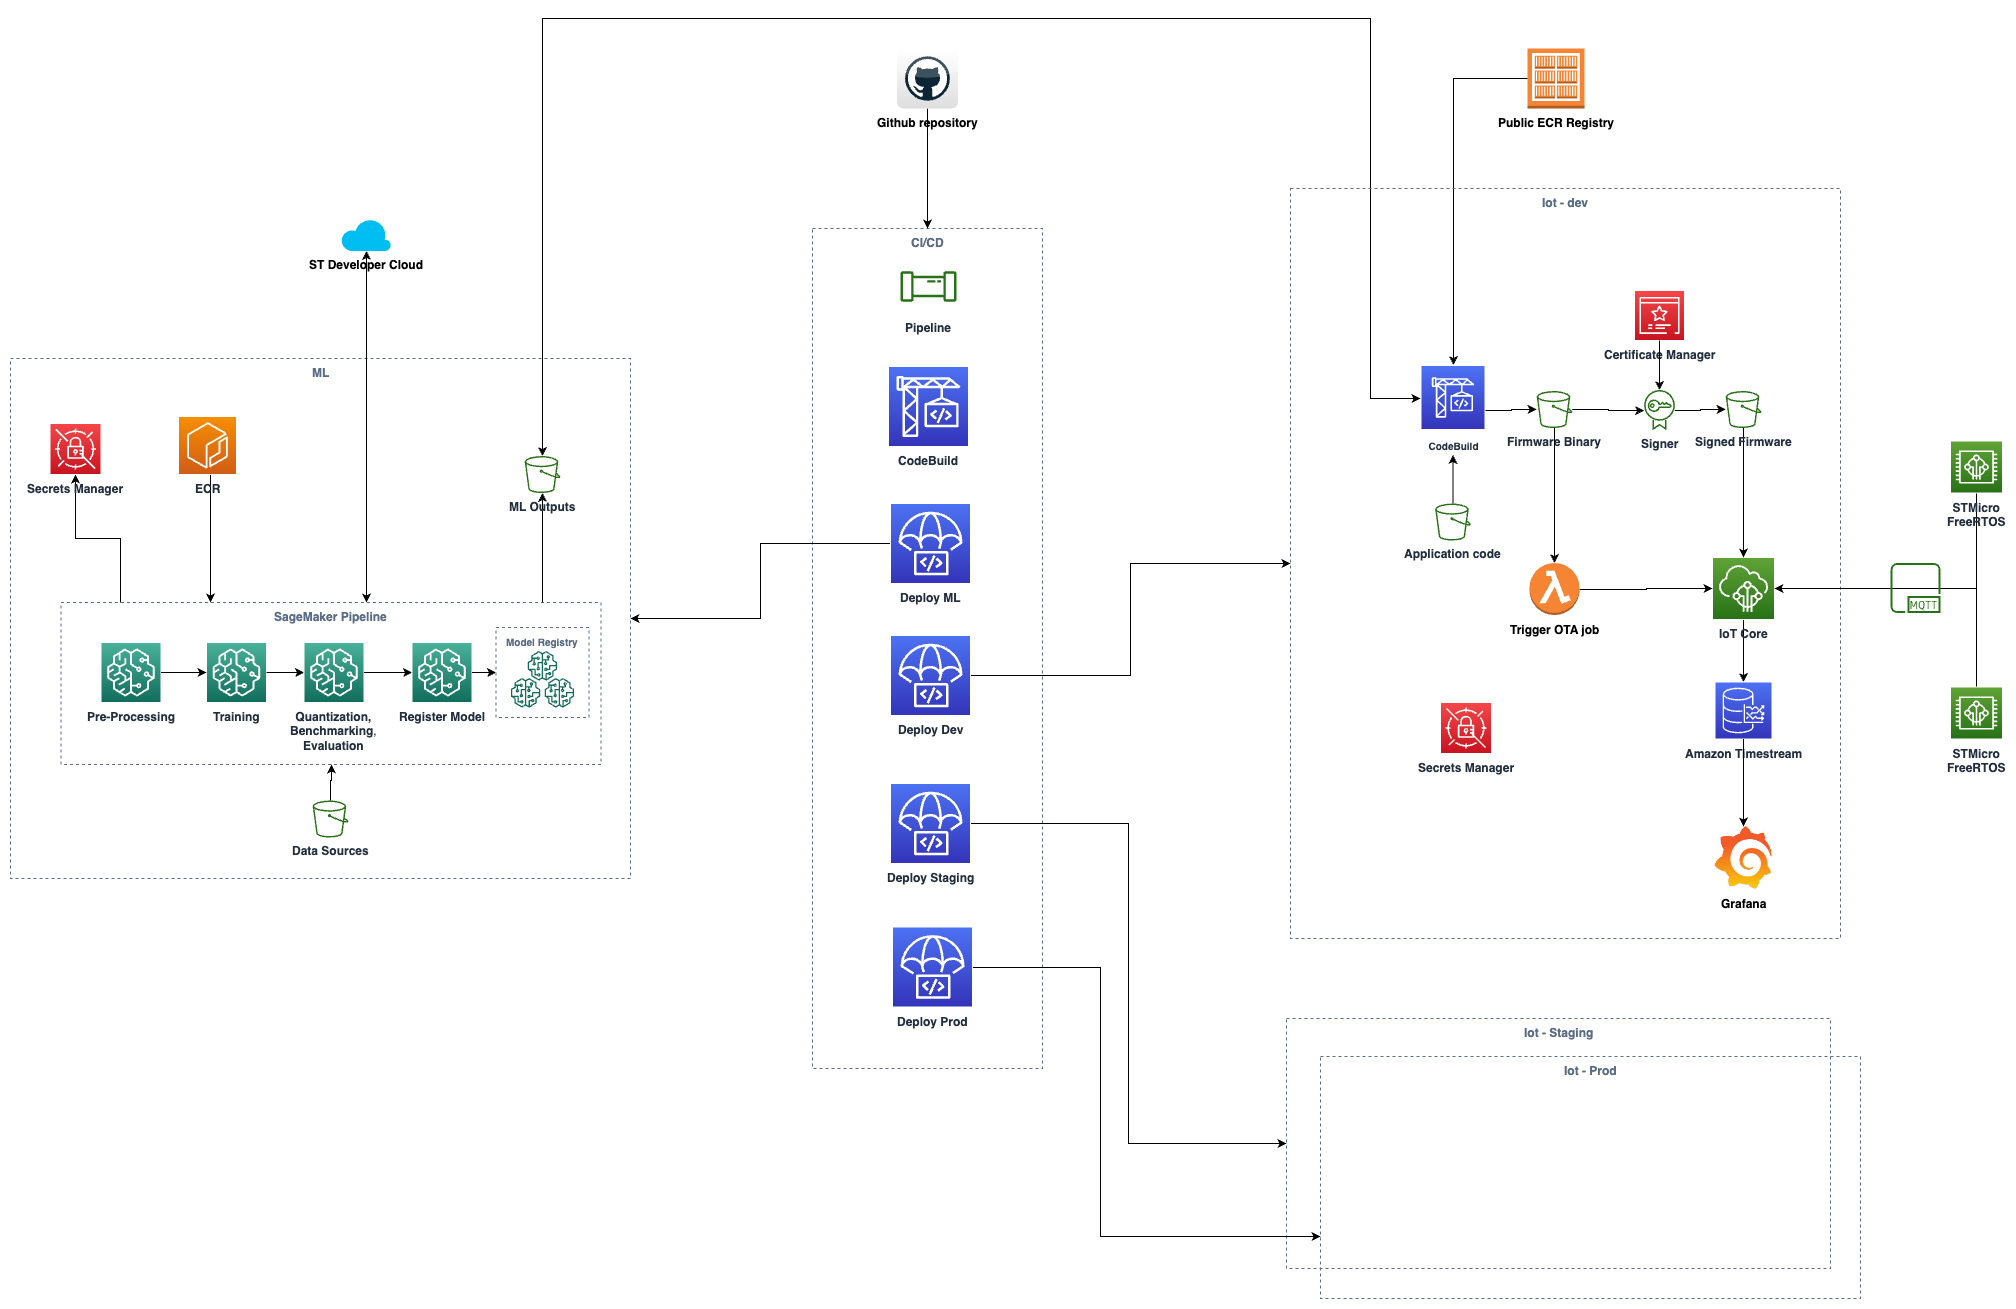 Github repository
Public ECR Registry
ST Developer Cloud
ML
Secrets Manager
ECR
ML Outputs
SageMaker Pipeline
Pre-Processing
Training
Quantization,
Benchmarking,
Evaluation
Register Model
Model Registry
Data Sources
CI/CD
Pipeline
CodeBuild
Deploy ML
Deploy Dev
Deploy Staging
Deploy Prod
Iot - dev
Certificate Manager
CodeBuild
Firmware Binary
Signer
Signed Firmware
Application code
Trigger OTA job
IoT Core
MQTT
STMicro
FreeRTOS
Secrets Manager
Amazon Timestream
STMicro
FreeRTOS
Grafana
Iot - Staging
Iot - Prod